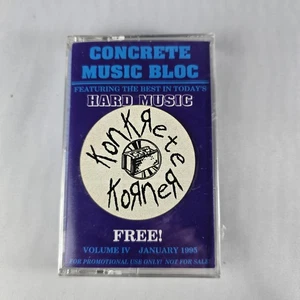 CONCRETE
MUSIC BLOC
FEATURING THE BEST IN TODAY'S
HARD MUSIC
KonKЯete
KoЯneЯ
FREE!
VOLUME IV JANUARY 1995
FOR PROMOTIONAL USE ONLY! NOT FOR SALE!